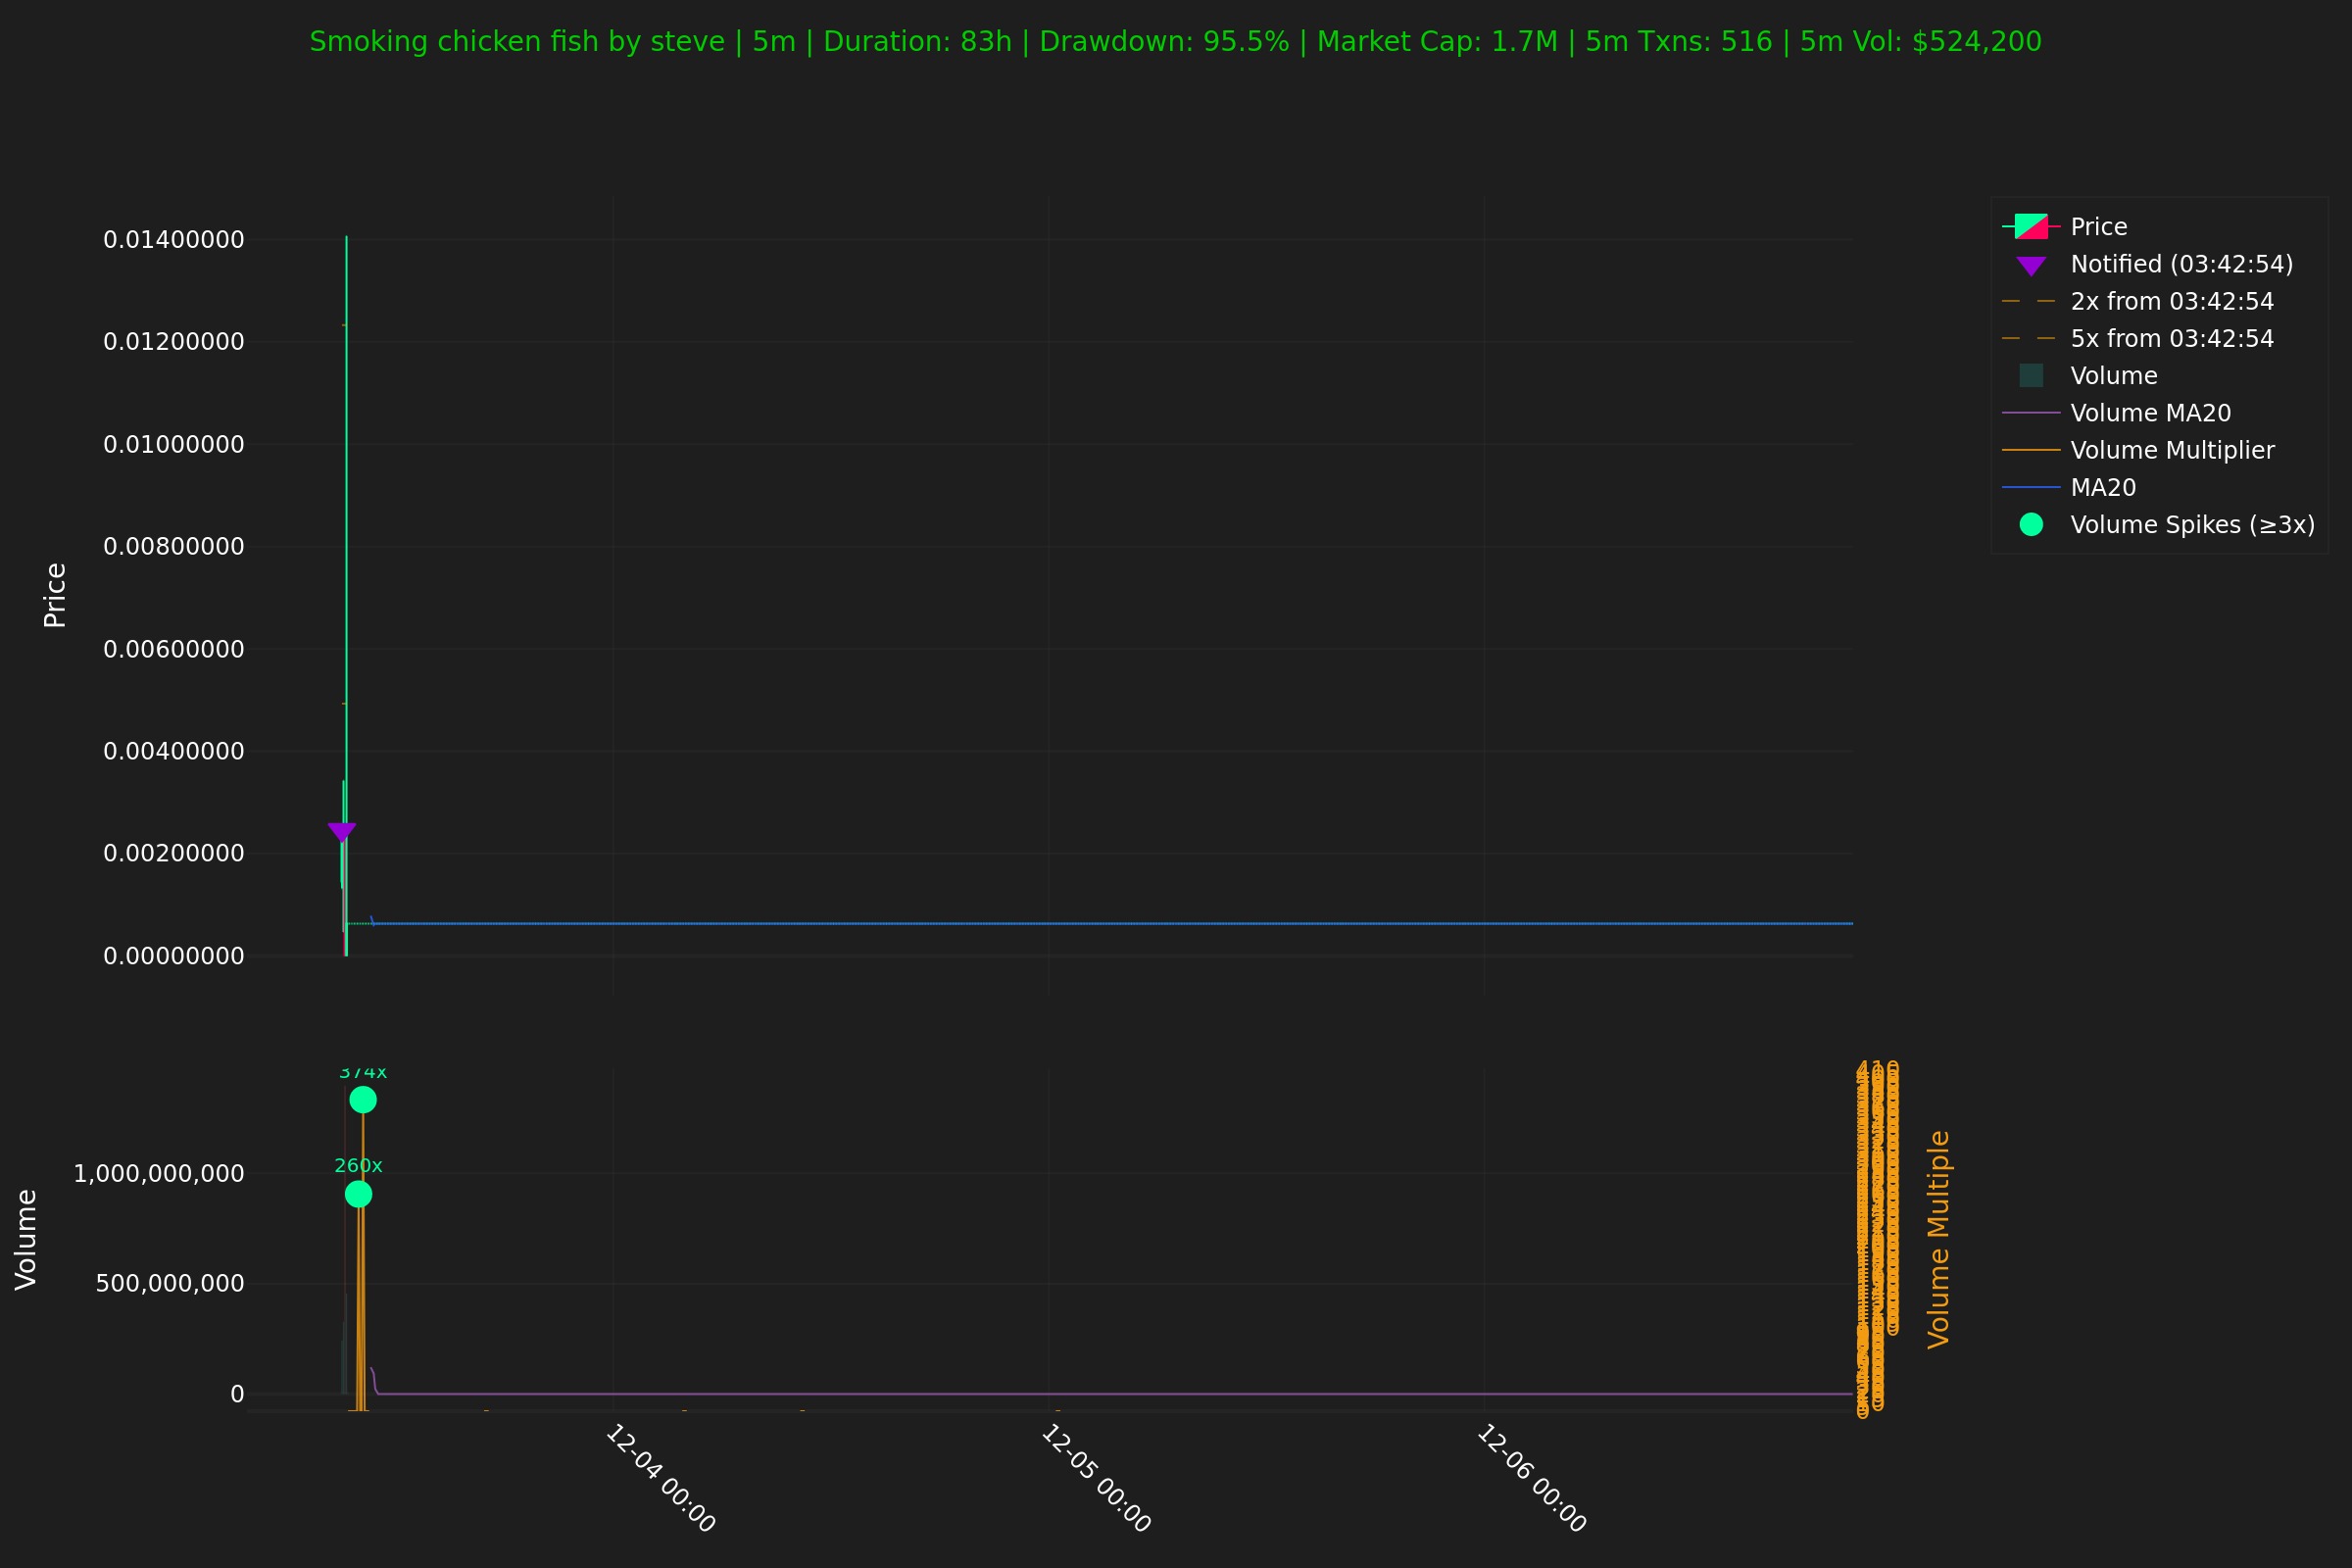 Smoking chicken fish by steve | 5m | Duration: 83h | Drawdown: 95.5% | Market Cap: 1.7M | 5m Txns: 516 | 5m Vol: $524,200
Price
0.01400000
0.01200000
0.01000000
0.00800000
0.00600000
0.00400000
0.00200000
0.00000000
Price
Notified (03:42:54)
2x from 03:42:54
5x from 03:42:54
Volume
Volume MA20
Volume Multiplier
MA20
Volume Spikes (≥3x)
Volume
1,000,000,000
500,000,000
0
374x
260x
Volume Multiple
12-04 00:00
12-05 00:00
12-06 00:00